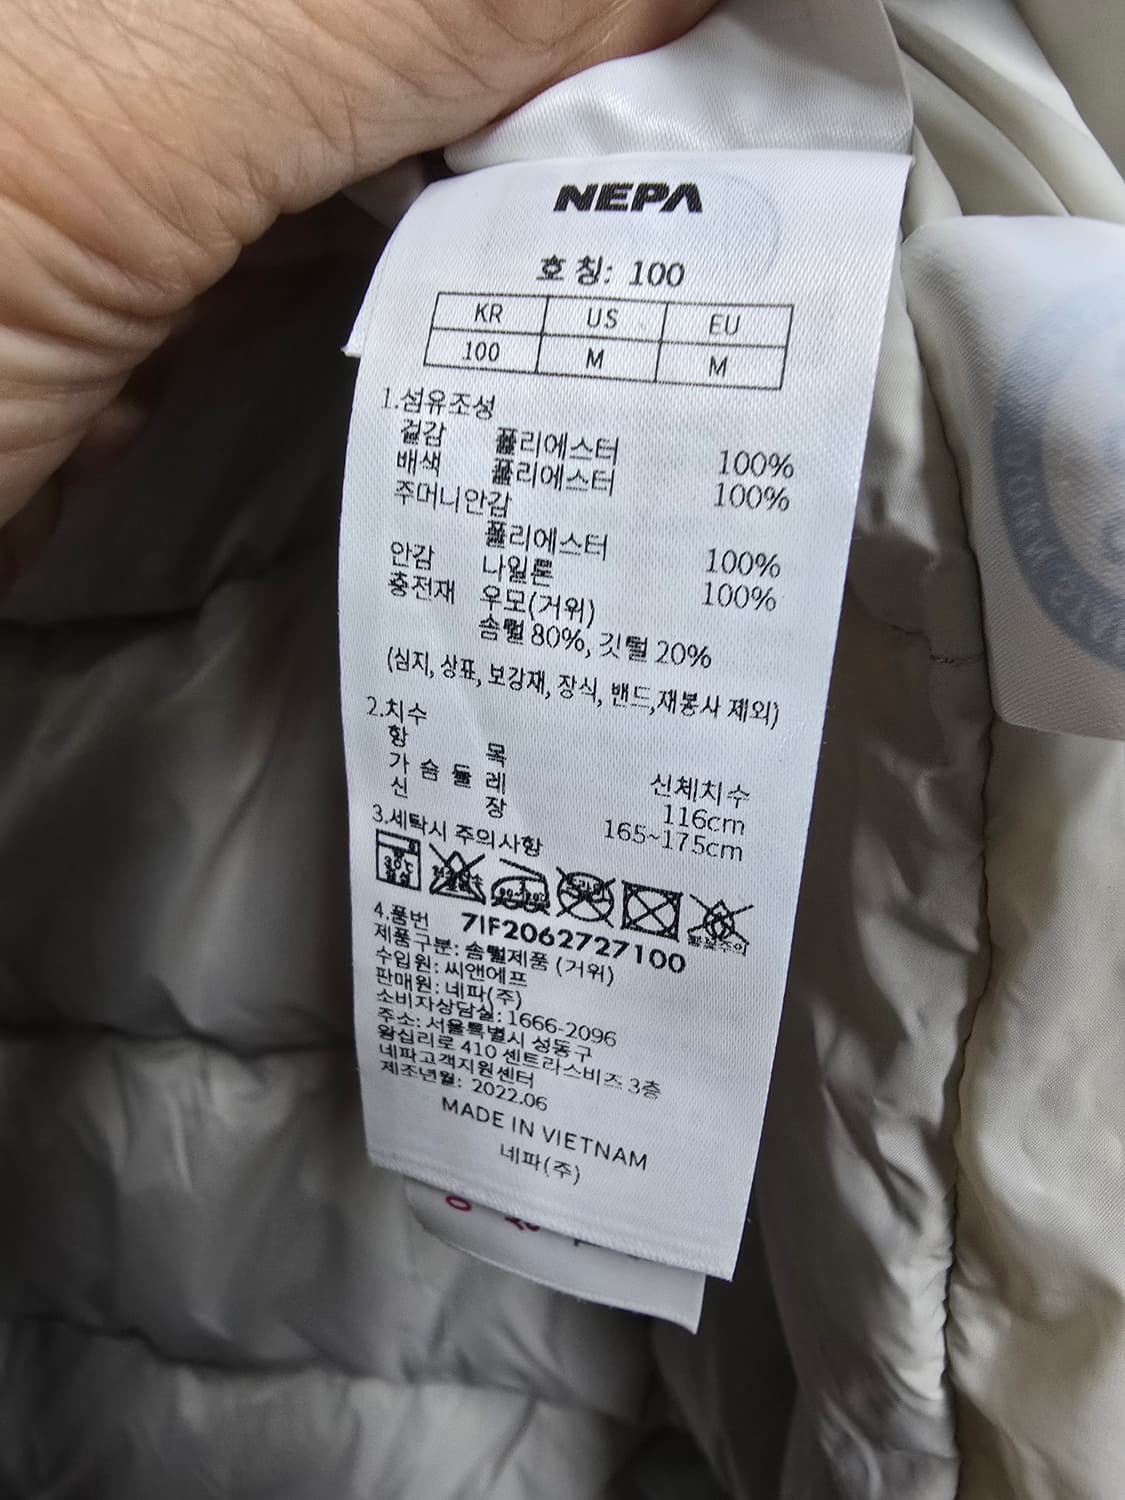 NEPA
호 칭: 100
KR US EU
100 M M
1.섬유조성
겉감 폴리에스터 100%
배색 폴리에스터 100%
주머니안감
폴리에스터 100%
안감 나일론 100%
충전재 우모(거위)
솜털 80%, 깃털 20%
(심지, 상표, 보강재, 장식, 밴드,재봉사 제외)
2.치수
항 목 신체치수
가 슴 둘 레 116cm
신 장 165~175cm
3.세탁시 주의사항
30℃
4.품번 7IF2062727100
제품구분: 솜털제품 (거위)
수입원: 씨앤에프
판매원: 네파(주)
소비자상담실: 1666-2096
주소: 서울특별시 성동구
왕십리로 410 센트라스비즈 3층
네파고객지원센터
제조년월: 2022.06
MADE IN VIETNAM
네파(주)